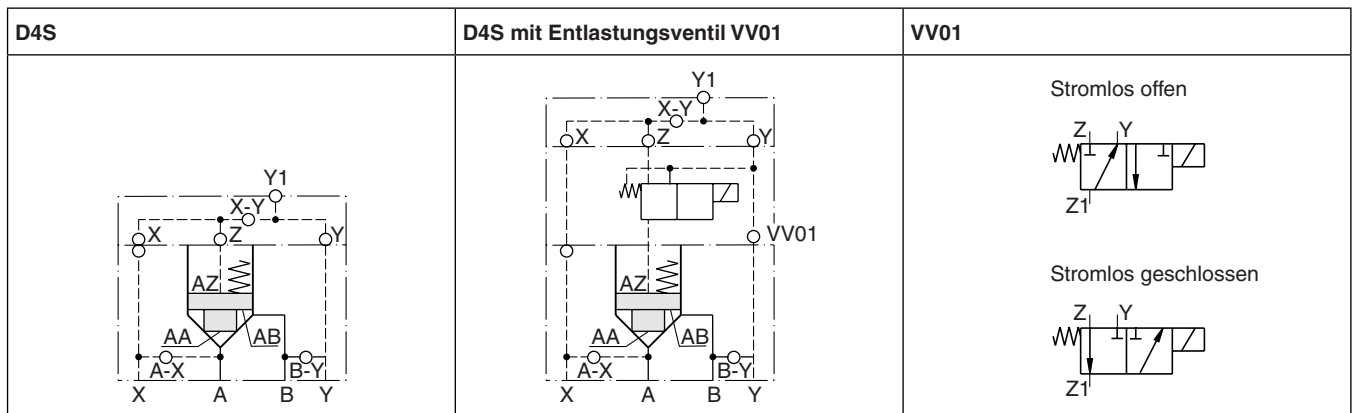 D4S
D4S mit Entlastungsventil VV01
VV01
Y1
X-Y
X
Z
Y
AZ
AA
AB
A-X
B-Y
X
A
B
Y
Y1
X-Y
X
Z
Y
VV01
AZ
AA
AB
A-X
B-Y
X
A
B
Y
Stromlos offen
Z
Y
Z1
Stromlos geschlossen
Z
Y
Z1